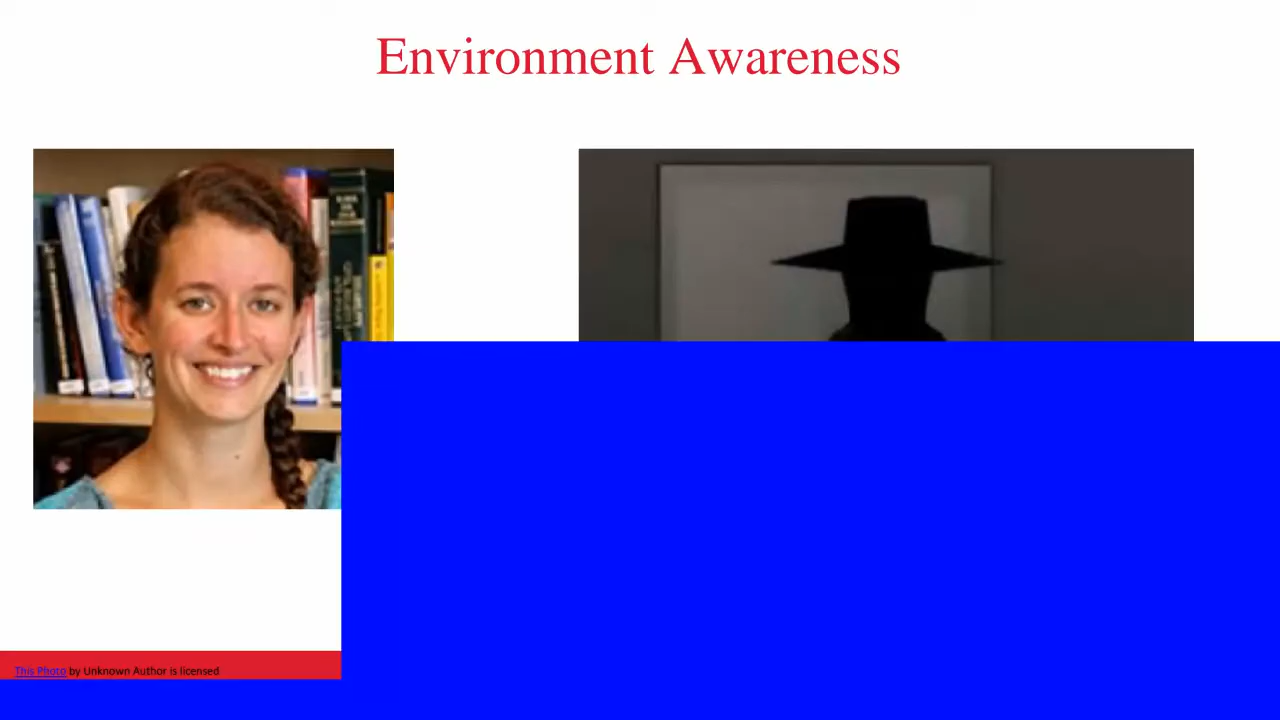 Environment Awareness
This Photo by Unknown Author is licensed